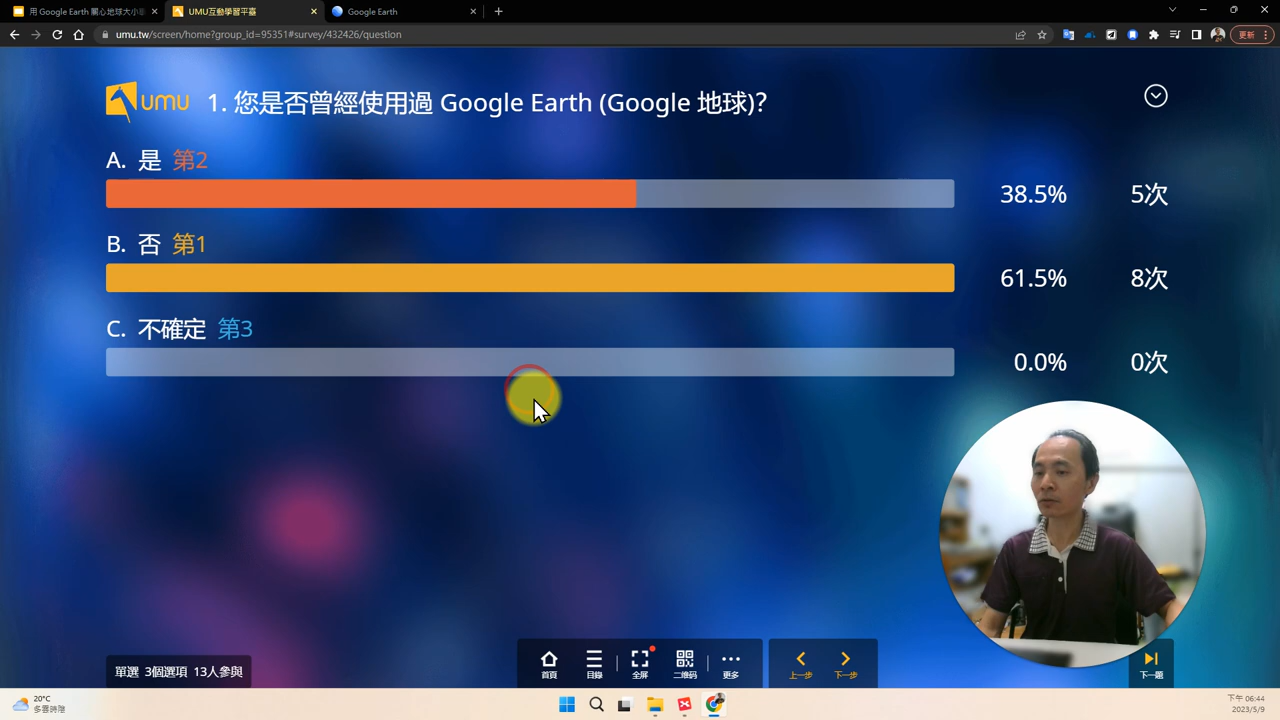 用 Google Earth 關心地球大小事
UMU互動學習平臺
Google Earth
umu.tw/screen/home?group_id=95351#survey/432426/question
更新
umu
1. 您是否曾經使用過 Google Earth (Google 地球)?
A. 是 第2
38.5% 5次
B. 否 第1
61.5% 8次
C. 不確定 第3
0.0% 0次
單選 3個選項 13人參與
首頁
目錄
全屏
二维码
更多
上一步
下一步
下一題
20°C
多雲時陰
下午 06:44
2023/5/9